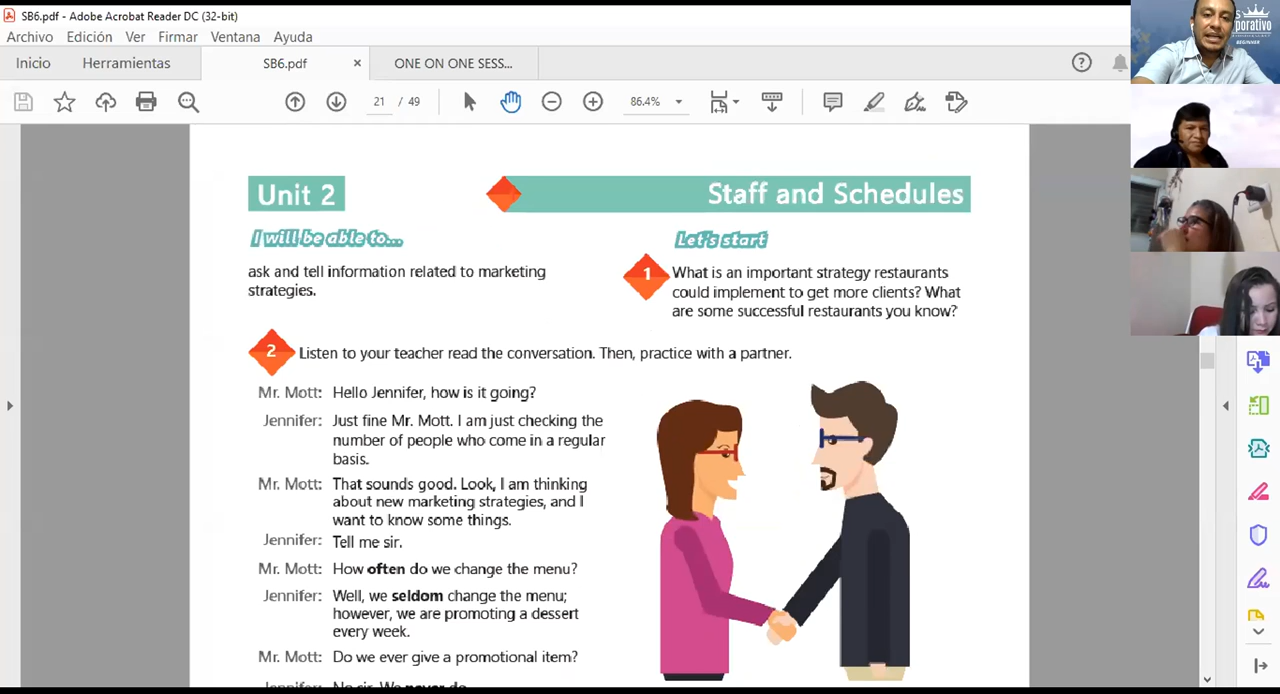 SB6.pdf - Adobe Acrobat Reader DC (32-bit)
Archivo Edición Ver Firmar Ventana Ayuda
Inicio Herramientas SB6.pdf × ONE ON ONE SESS...
21 / 49 86.4%
Unit 2
Staff and Schedules
I will be able to...
ask and tell information related to marketing
strategies.
Let's start
1 What is an important strategy restaurants
could implement to get more clients? What
are some successful restaurants you know?
2 Listen to your teacher read the conversation. Then, practice with a partner.
Mr. Mott: Hello Jennifer, how is it going?
Jennifer: Just fine Mr. Mott. I am just checking the
number of people who come in a regular
basis.
Mr. Mott: That sounds good. Look, I am thinking
about new marketing strategies, and I
want to know some things.
Jennifer: Tell me sir.
Mr. Mott: How often do we change the menu?
Jennifer: Well, we seldom change the menu;
however, we are promoting a dessert
every week.
Mr. Mott: Do we ever give a promotional item?
Jennifer: No sir. We never do.
BEGINNER